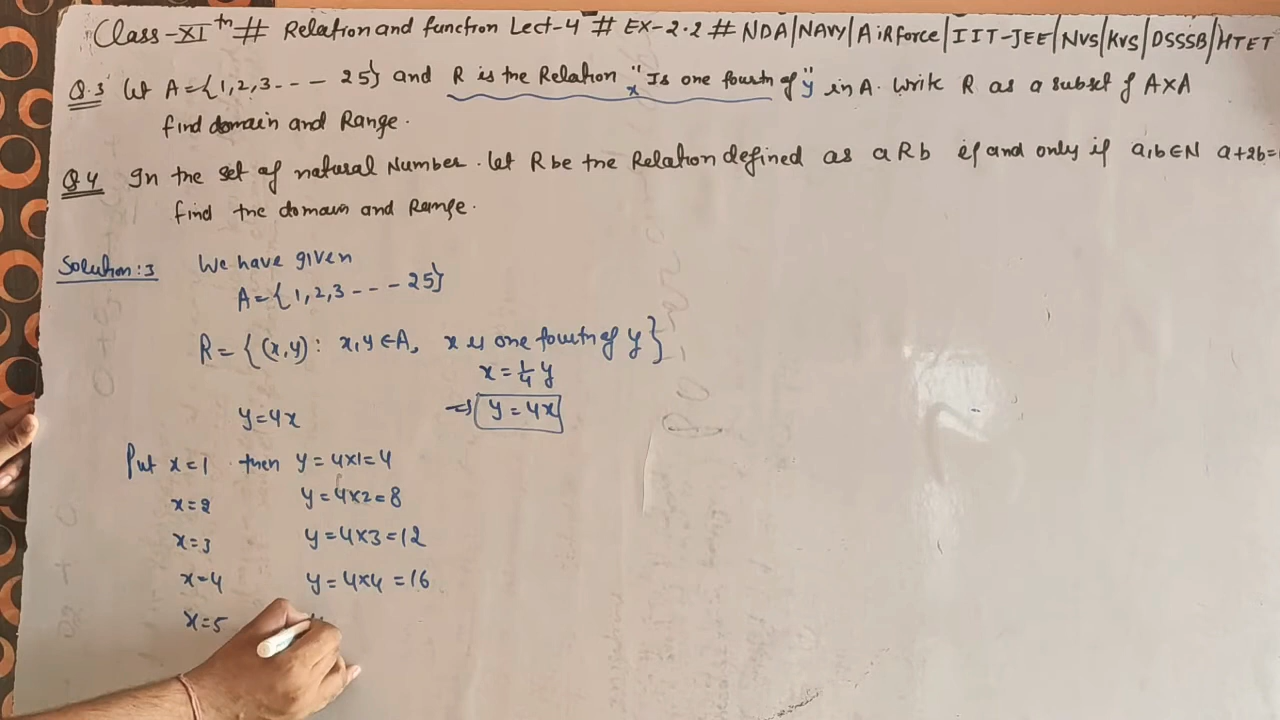 Class-XIth # Relation and function Lect-4 # EX-2.2 # NDA/NAVY/AiRForce/IIT-JEE/NVS/KVS/DSSSB/HTET
Q.3 let A={1,2,3---- 25} and R is the Relation "x Is one fourth of y" in A. Write R as a subset of A×A
find domain and Range.
Q4 In the set of natural Number. let R be the Relation defined as aRb if and only if a,b∈N a+2b=
find the domain and Range.
Solution:3 We have given
A={1,2,3---- 25}
R={(x,y): x,y∈A, x is one fourth of y}
x=1/4 y
y=4x ⇒ y=4x
Put x=1 then y=4×1=4
x=2 y=4×2=8
x=3 y=4×3=12
x=4 y=4×4=16
x=5